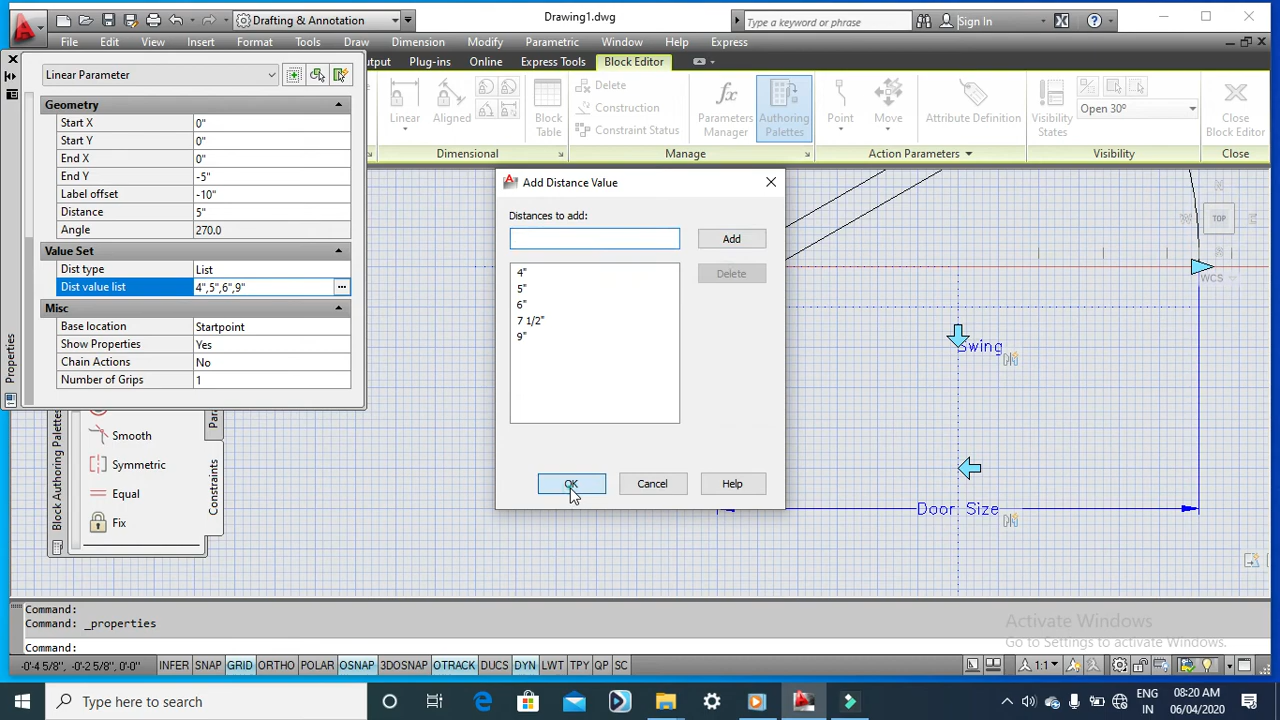 Drafting & Annotation
Drawing1.dwg
Type a keyword or phrase
Sign In
File Edit View Insert Format Tools Draw Dimension Modify Parametric Window Help Express
Linear Parameter
Plug-ins Online Express Tools Block Editor
Geometry
Start X 0"
Start Y 0"
End X 0"
End Y -5"
Label offset -10"
Distance 5"
Angle 270.0
Value Set
Dist type List
Dist value list 4",5",6",9" ...
Misc
Base location Startpoint
Show Properties Yes
Chain Actions No
Number of Grips 1
Properties
Linear
Aligned
Dimensional
Block Table
Delete
Construction
Constraint Status
Parameters Manager
Authoring Palettes
Manage
Point
Move
Action Parameters
Attribute Definition
Visibility States
Open 30º
Visibility
Close Block Editor
Close
Add Distance Value
Distances to add:
Add
4"
5"
6"
7 1/2"
9"
Delete
OK Cancel Help
TOP
WCS
Swing
Door Size
Smooth
Symmetric
Equal
Fix
Constraints
Block Authoring Palettes
Command:
Command: _properties
Command:
Activate Windows
Go to Settings to activate Windows.
-0'-4 5/8", -0'-2 5/8", 0'-0" INFER SNAP GRID ORTHO POLAR OSNAP 3DOSNAP OTRACK DUCS DYN LWT TPY QP SC 1:1
Type here to search
ENG
IN
08:20 AM
06/04/2020